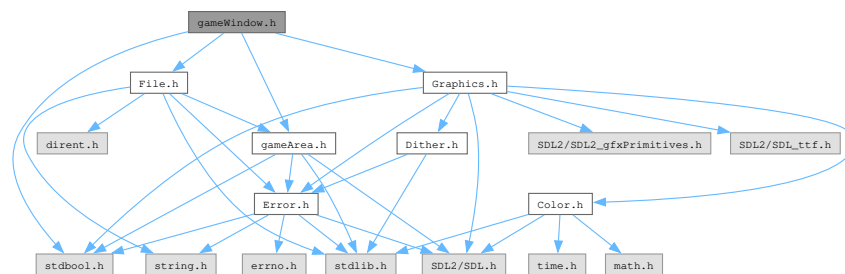 gameWindow.h
File.h
Graphics.h
dirent.h
gameArea.h
Dither.h
SDL2/SDL2_gfxPrimitives.h
SDL2/SDL_ttf.h
Error.h
Color.h
stdbool.h
string.h
errno.h
stdlib.h
SDL2/SDL.h
time.h
math.h